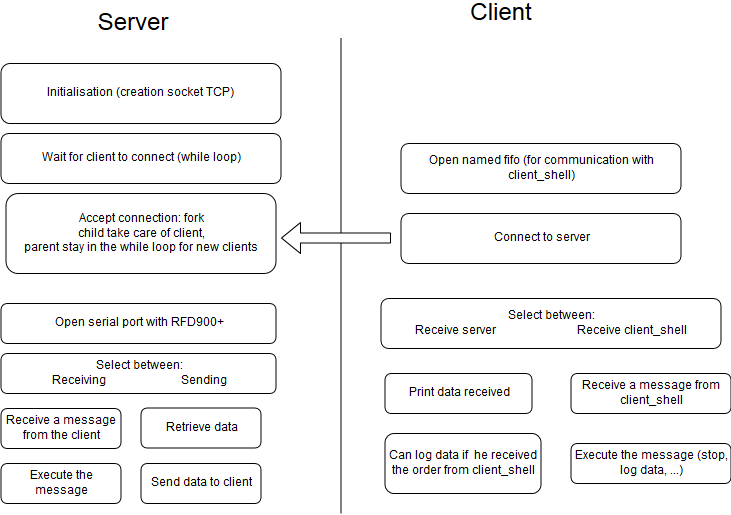 Server
Client
Initialisation (creation socket TCP)
Wait for client to connect (while loop)
Accept connection: fork
child take care of client,
parent stay in the while loop for new clients
Open serial port with RFD900+
Select between:
Receiving Sending
Receive a message
from the client
Retrieve data
Execute the
message
Send data to client
Open named fifo (for communication with
client_shell)
Connect to server
Select between:
Receive server Receive client_shell
Print data received
Receive a message from
client_shell
Can log data if he received
the order from client_shell
Execute the message (stop,
log data, ...)